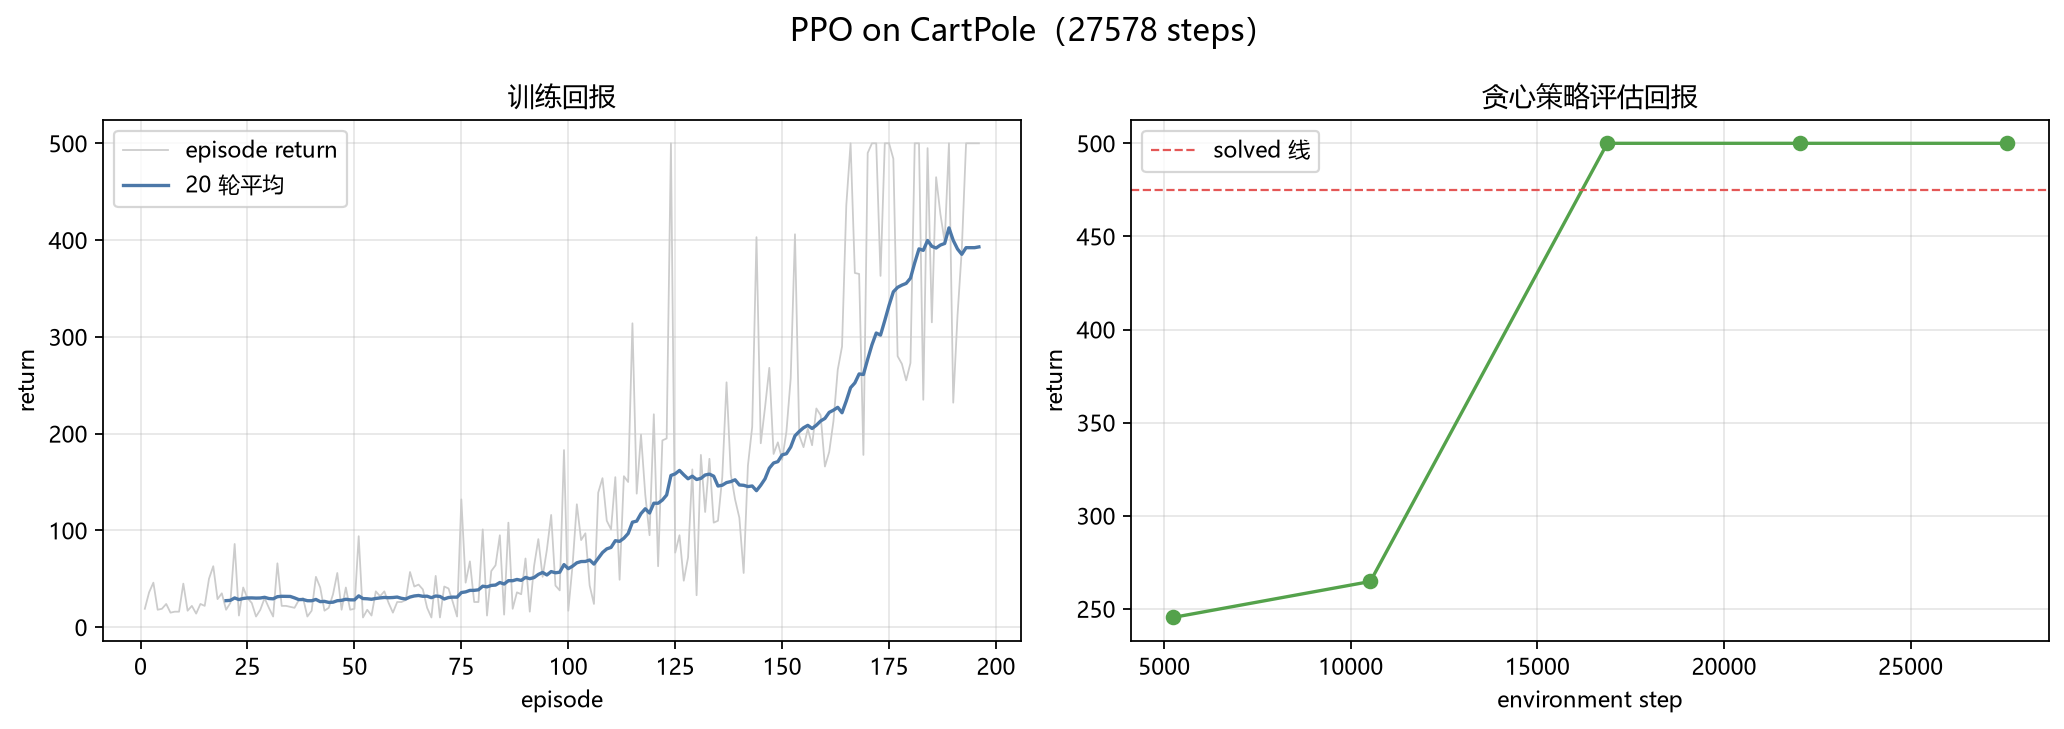 PPO on CartPole（27578 steps）
训练回报
episode return
20 轮平均
500
400
300
200
100
0
return
0 25 50 75 100 125 150 175 200
episode
贪心策略评估回报
solved 线
500
450
400
350
300
250
return
5000 10000 15000 20000 25000
environment step